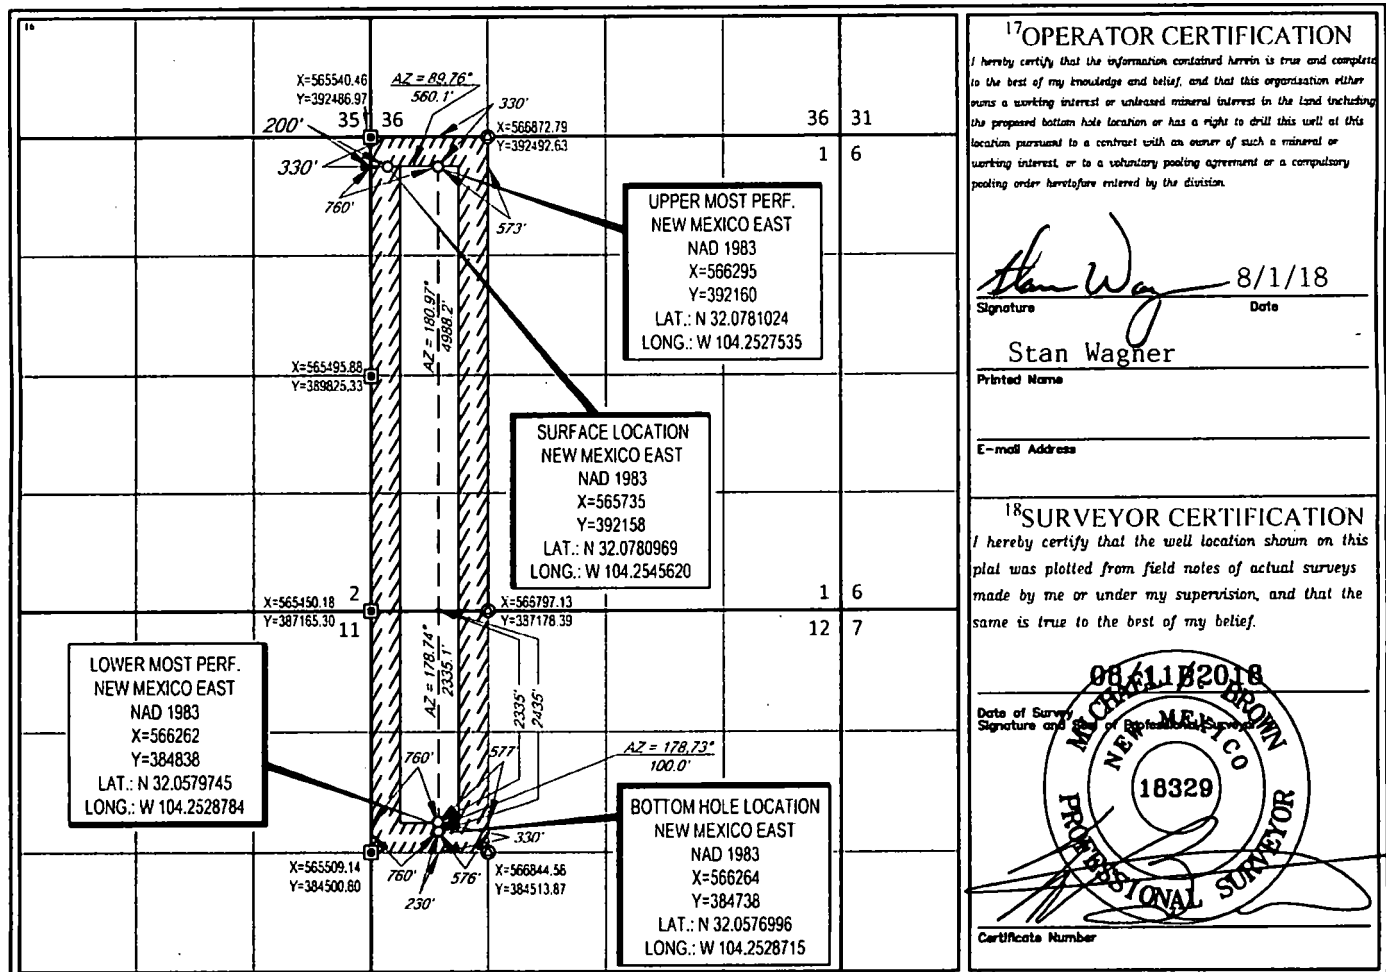 16
X=565540.46
Y=392486.97
AZ = 89.76°
560.1'
330'
200'
35 36
X=566872.79
Y=392492.63
36 31
1 6
330'
760'
573'
UPPER MOST PERF.
NEW MEXICO EAST
NAD 1983
X=566295
Y=392160
LAT.: N 32.0781024
LONG.: W 104.2527535
AZ = 180.97°
4988.2'
X=565495.88
Y=389825.33
SURFACE LOCATION
NEW MEXICO EAST
NAD 1983
X=565735
Y=392158
LAT.: N 32.0780969
LONG.: W 104.2545620
X=565450.18
Y=387165.30
2
11
X=566797.13
Y=387178.39
1 6
12 7
LOWER MOST PERF.
NEW MEXICO EAST
NAD 1983
X=566262
Y=384838
LAT.: N 32.0579745
LONG.: W 104.2528784
AZ = 178.74°
2335.1'
2335'
2435'
760'
577'
AZ = 178.73°
100.0'
330'
X=565509.14
Y=384500.80
760'
230'
576'
X=566844.58
Y=384513.87
BOTTOM HOLE LOCATION
NEW MEXICO EAST
NAD 1983
X=566264
Y=384738
LAT.: N 32.0576996
LONG.: W 104.2528715
17 OPERATOR CERTIFICATION
I hereby certify that the information contained herein is true and complete
to the best of my knowledge and belief, and that this organization either
owns a working interest or unleased mineral interest in the land including
the proposed bottom hole location or has a right to drill this well at this
location pursuant to a contract with an owner of such a mineral or
working interest, or to a voluntary pooling agreement or a compulsory
pooling order heretofore entered by the division.
Stan Wag 8/1/18
Signature Date
Stan Wagner
Printed Name
E-mail Address
18 SURVEYOR CERTIFICATION
I hereby certify that the well location shown on this
plat was plotted from field notes of actual surveys
made by me or under my supervision, and that the
same is true to the best of my belief.
Date of Survey
Signature and Seal of Professional Surveyor
MICHAEL BROWN
NEW MEXICO
18329
PROFESSIONAL SURVEYOR
Certificate Number